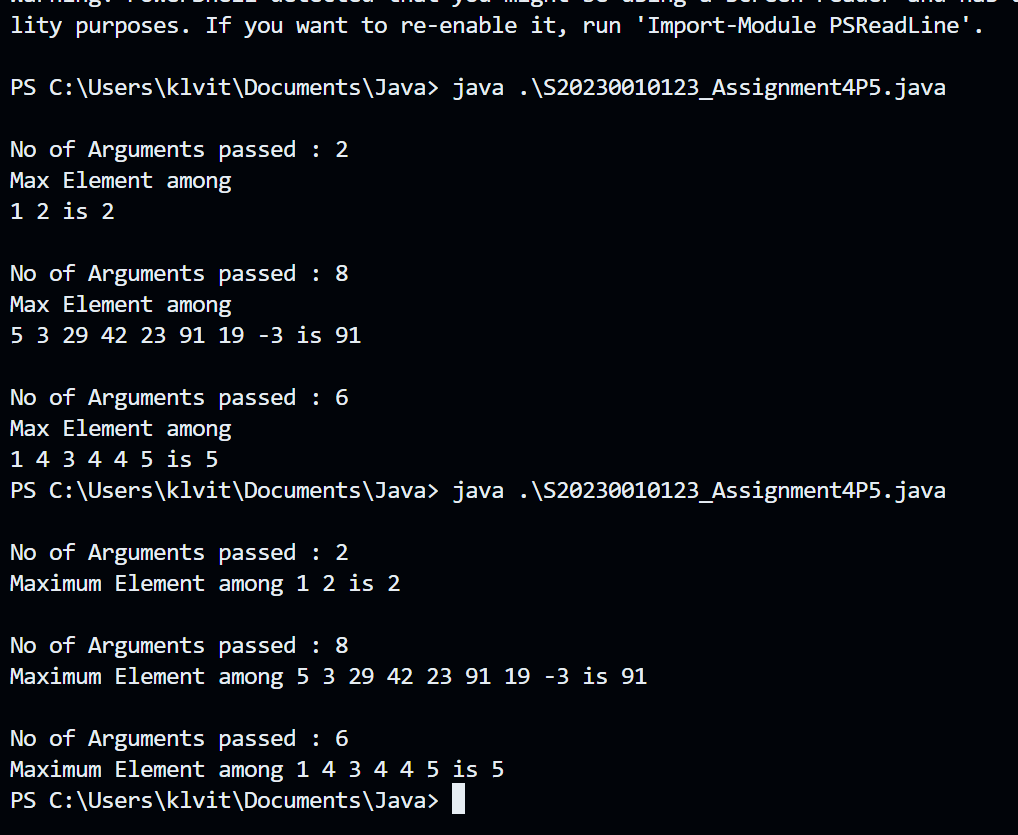 lity purposes. If you want to re-enable it, run 'Import-Module PSReadLine'.
PS C:\Users\klvit\Documents\Java> java .\S20230010123_Assignment4P5.java
No of Arguments passed : 2
Max Element among
1 2 is 2
No of Arguments passed : 8
Max Element among
5 3 29 42 23 91 19 -3 is 91
No of Arguments passed : 6
Max Element among
1 4 3 4 4 5 is 5
PS C:\Users\klvit\Documents\Java> java .\S20230010123_Assignment4P5.java
No of Arguments passed : 2
Maximum Element among 1 2 is 2
No of Arguments passed : 8
Maximum Element among 5 3 29 42 23 91 19 -3 is 91
No of Arguments passed : 6
Maximum Element among 1 4 3 4 4 5 is 5
PS C:\Users\klvit\Documents\Java>